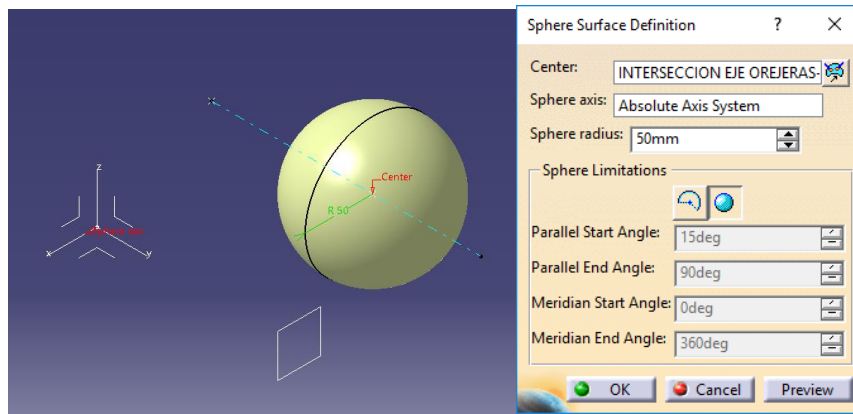 z
x
y
Center
R 50
Sphere Surface Definition ? X
Center: INTERSECCION EJE OREJERAS-
Sphere axis: Absolute Axis System
Sphere radius: 50mm
Sphere Limitations
Parallel Start Angle: 15deg
Parallel End Angle: 90deg
Meridian Start Angle: 0deg
Meridian End Angle: 360deg
OK Cancel Preview